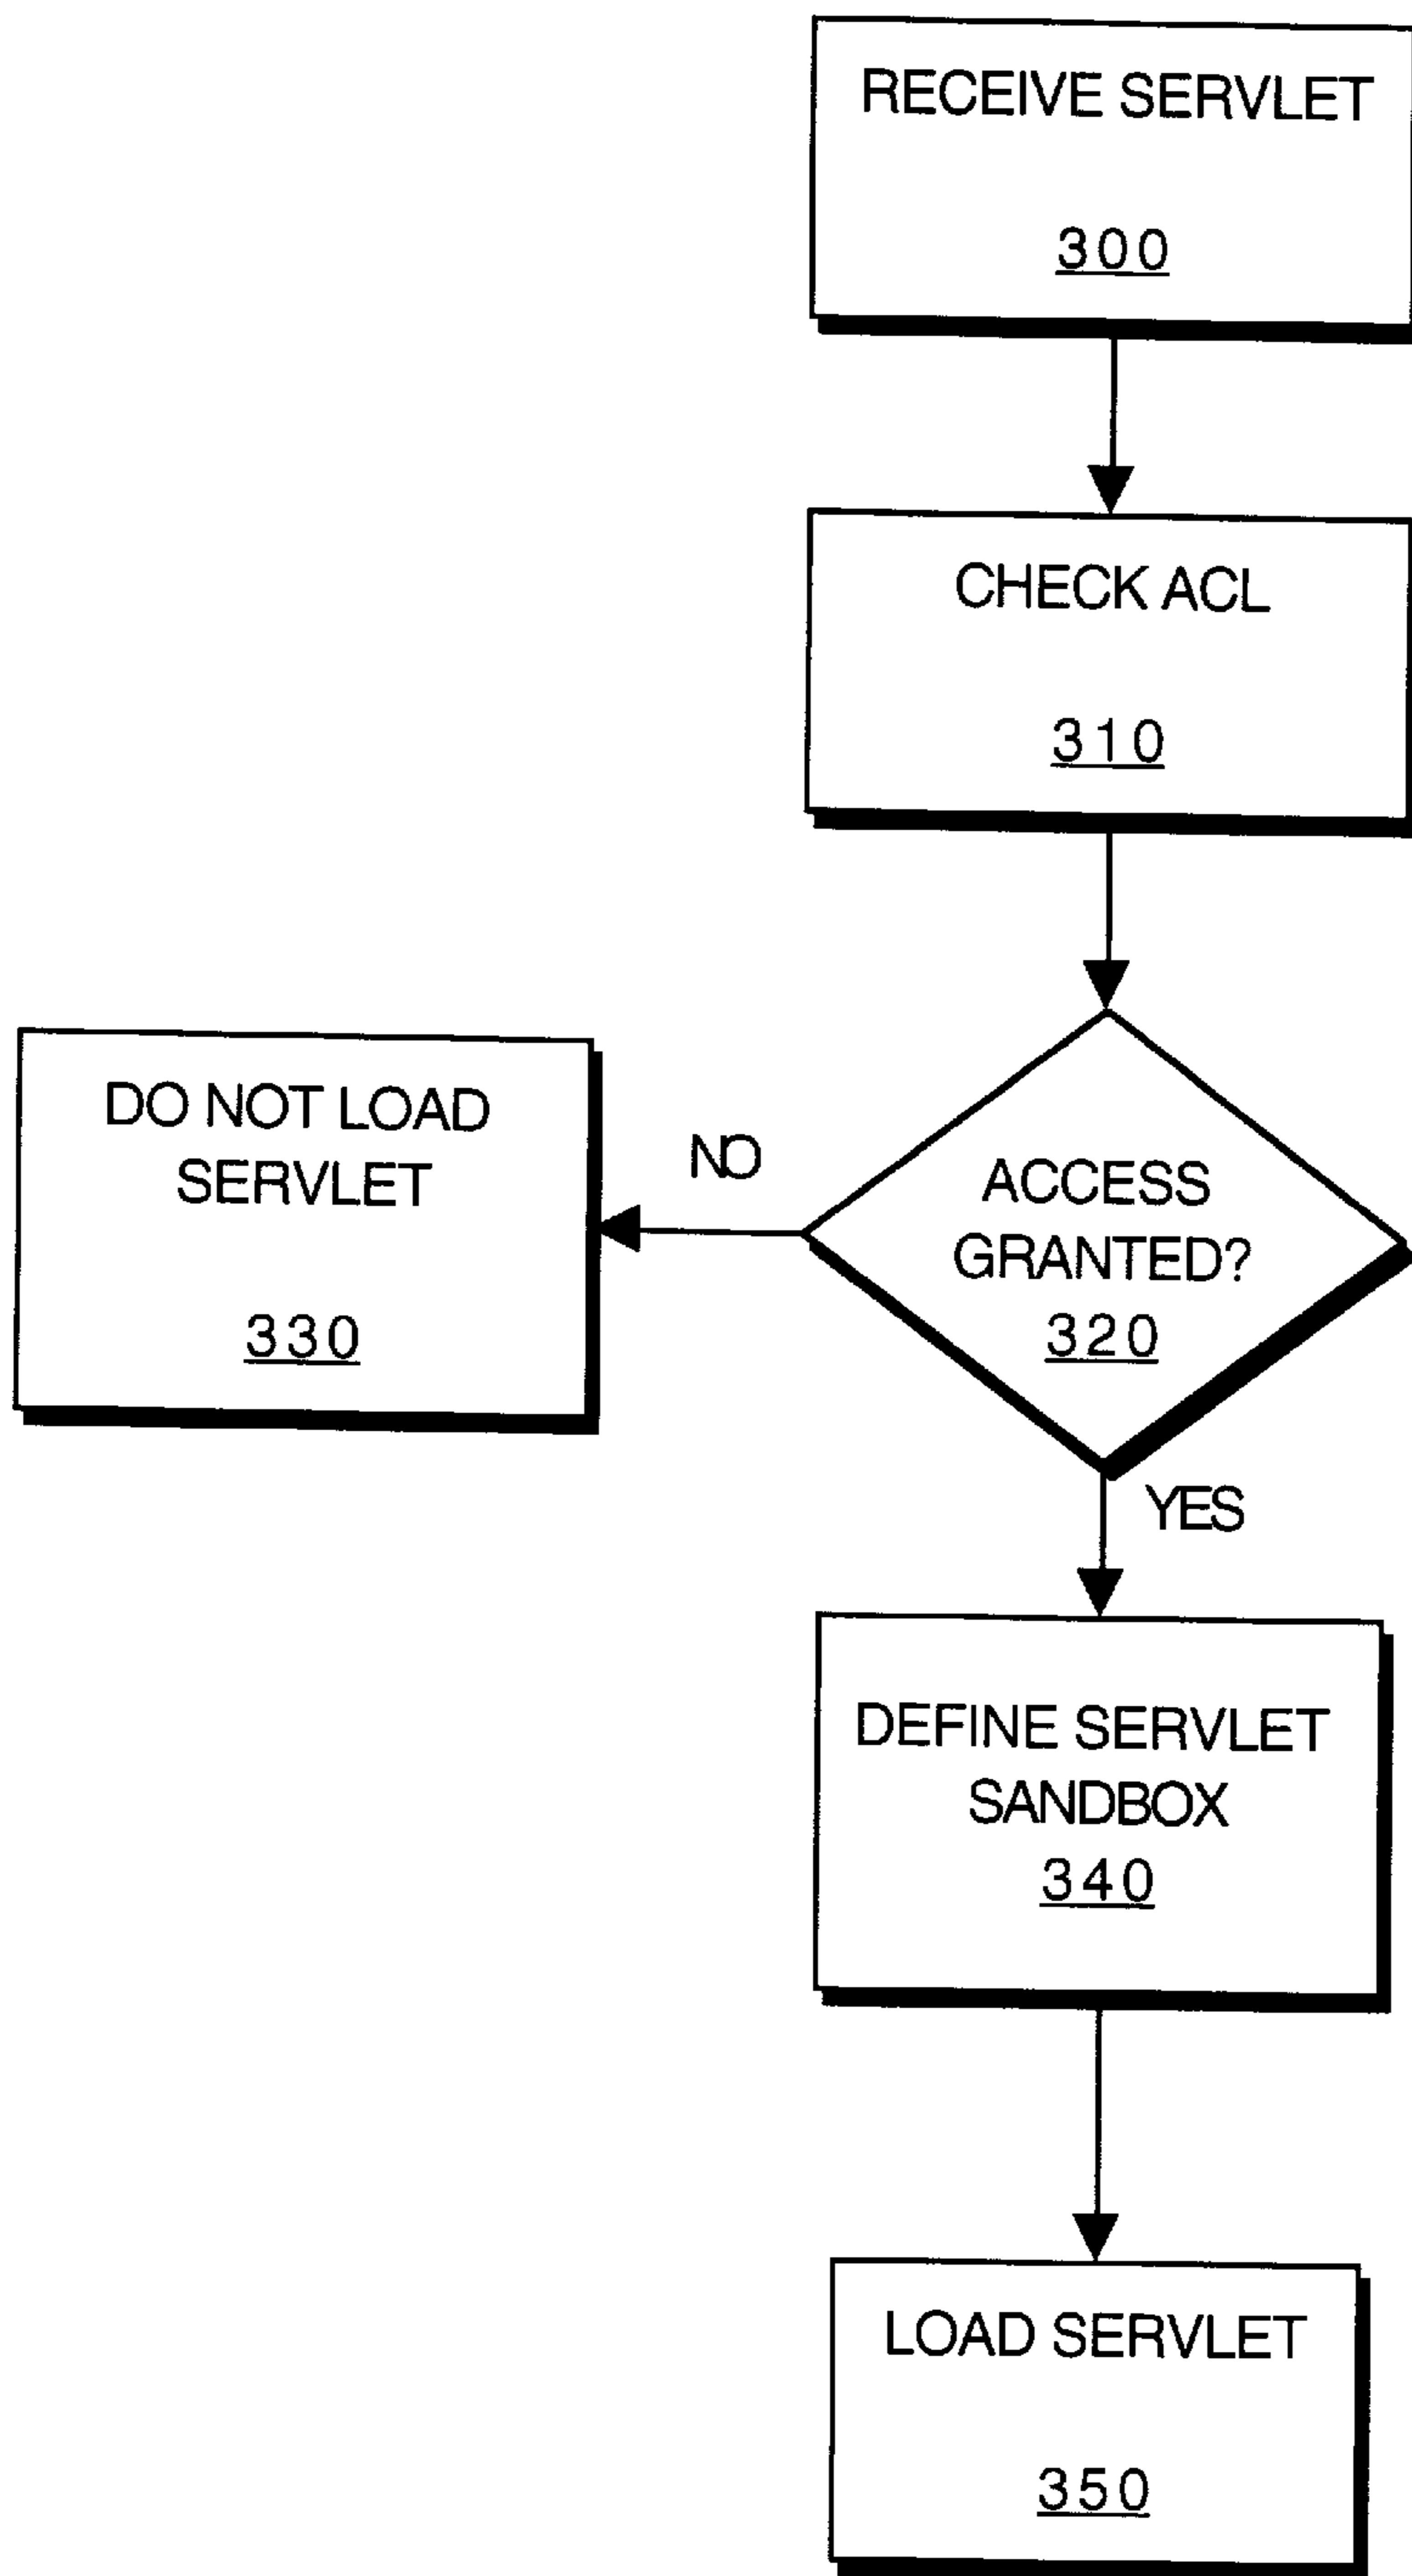 RECEIVE SERVLET
300
CHECK ACL
310
ACCESS
GRANTED?
320
NO
DO NOT LOAD
SERVLET
330
YES
DEFINE SERVLET
SANDBOX
340
LOAD SERVLET
350